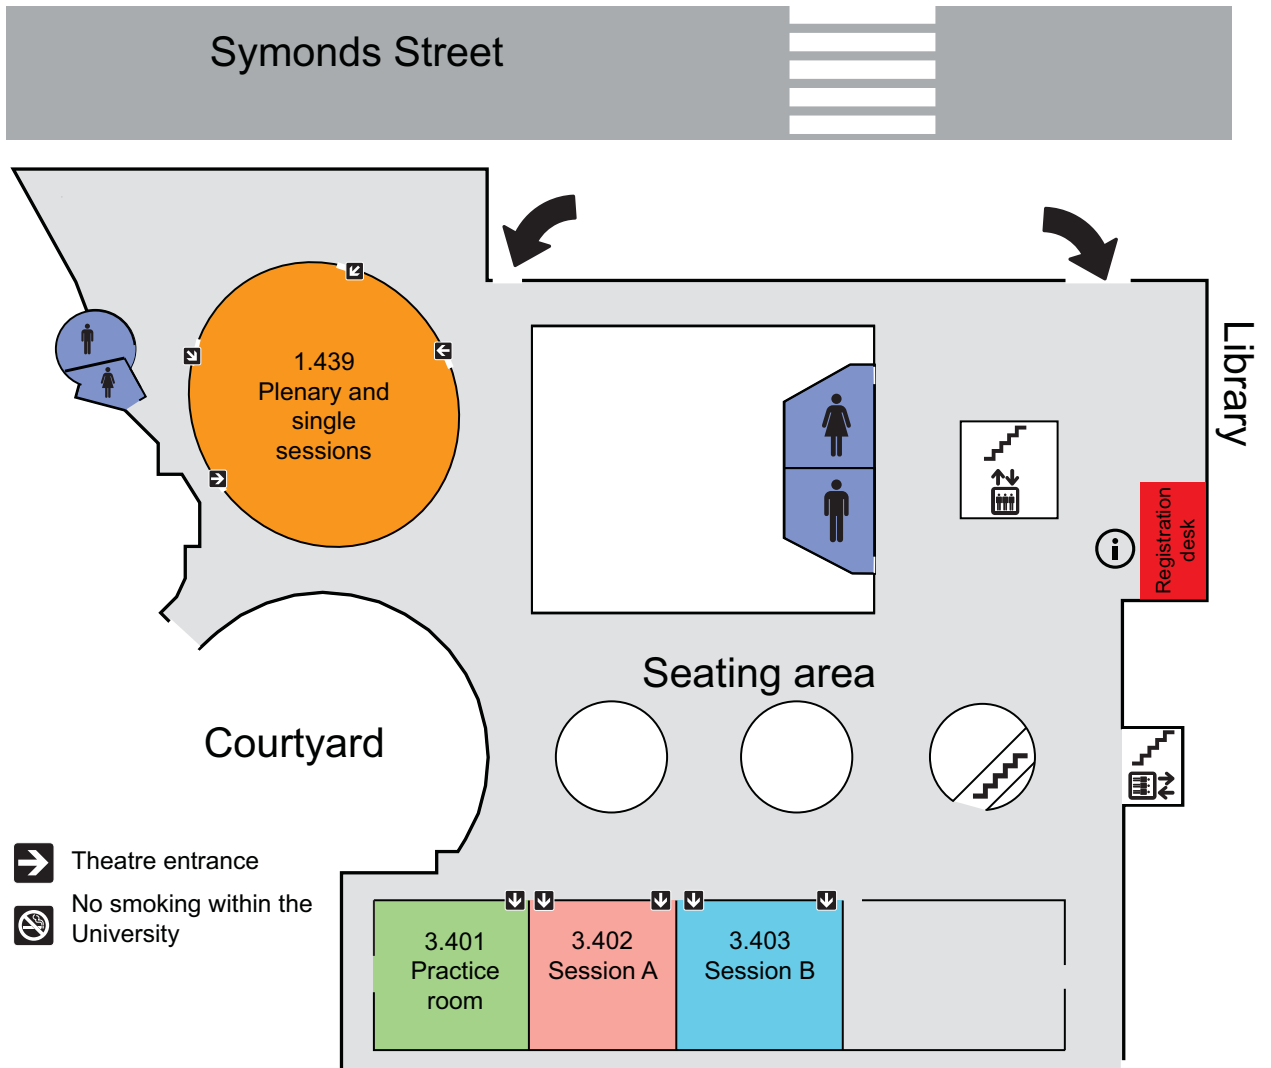 Symonds Street
1.439
Plenary and
single
sessions
Library
Registration
desk
Seating area
Courtyard
Theatre entrance
No smoking within the
University
3.401
Practice
room
3.402
Session A
3.403
Session B